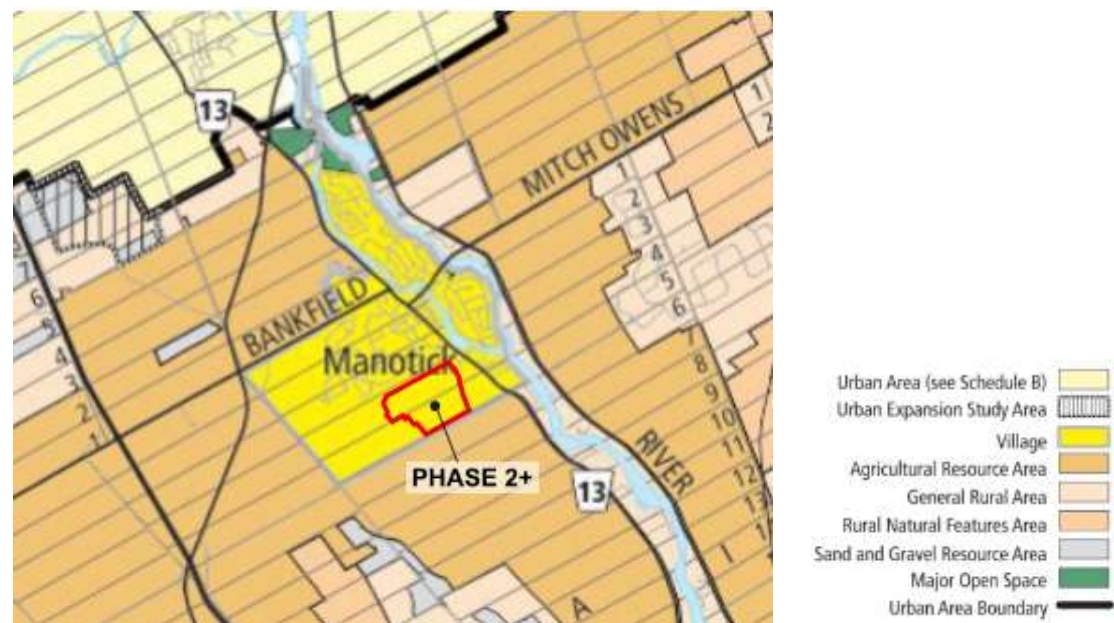 13
MITCH OWENS
1
2
1
2
3
4
5
6
7
8
9
10
11
12
13
BANKFIELD
Manotick
7
6
5
4
3
2
1
PHASE 2+
RIVER
13
A
Urban Area (see Schedule B)
Urban Expansion Study Area
Village
Agricultural Resource Area
General Rural Area
Rural Natural Features Area
Sand and Gravel Resource Area
Major Open Space
Urban Area Boundary